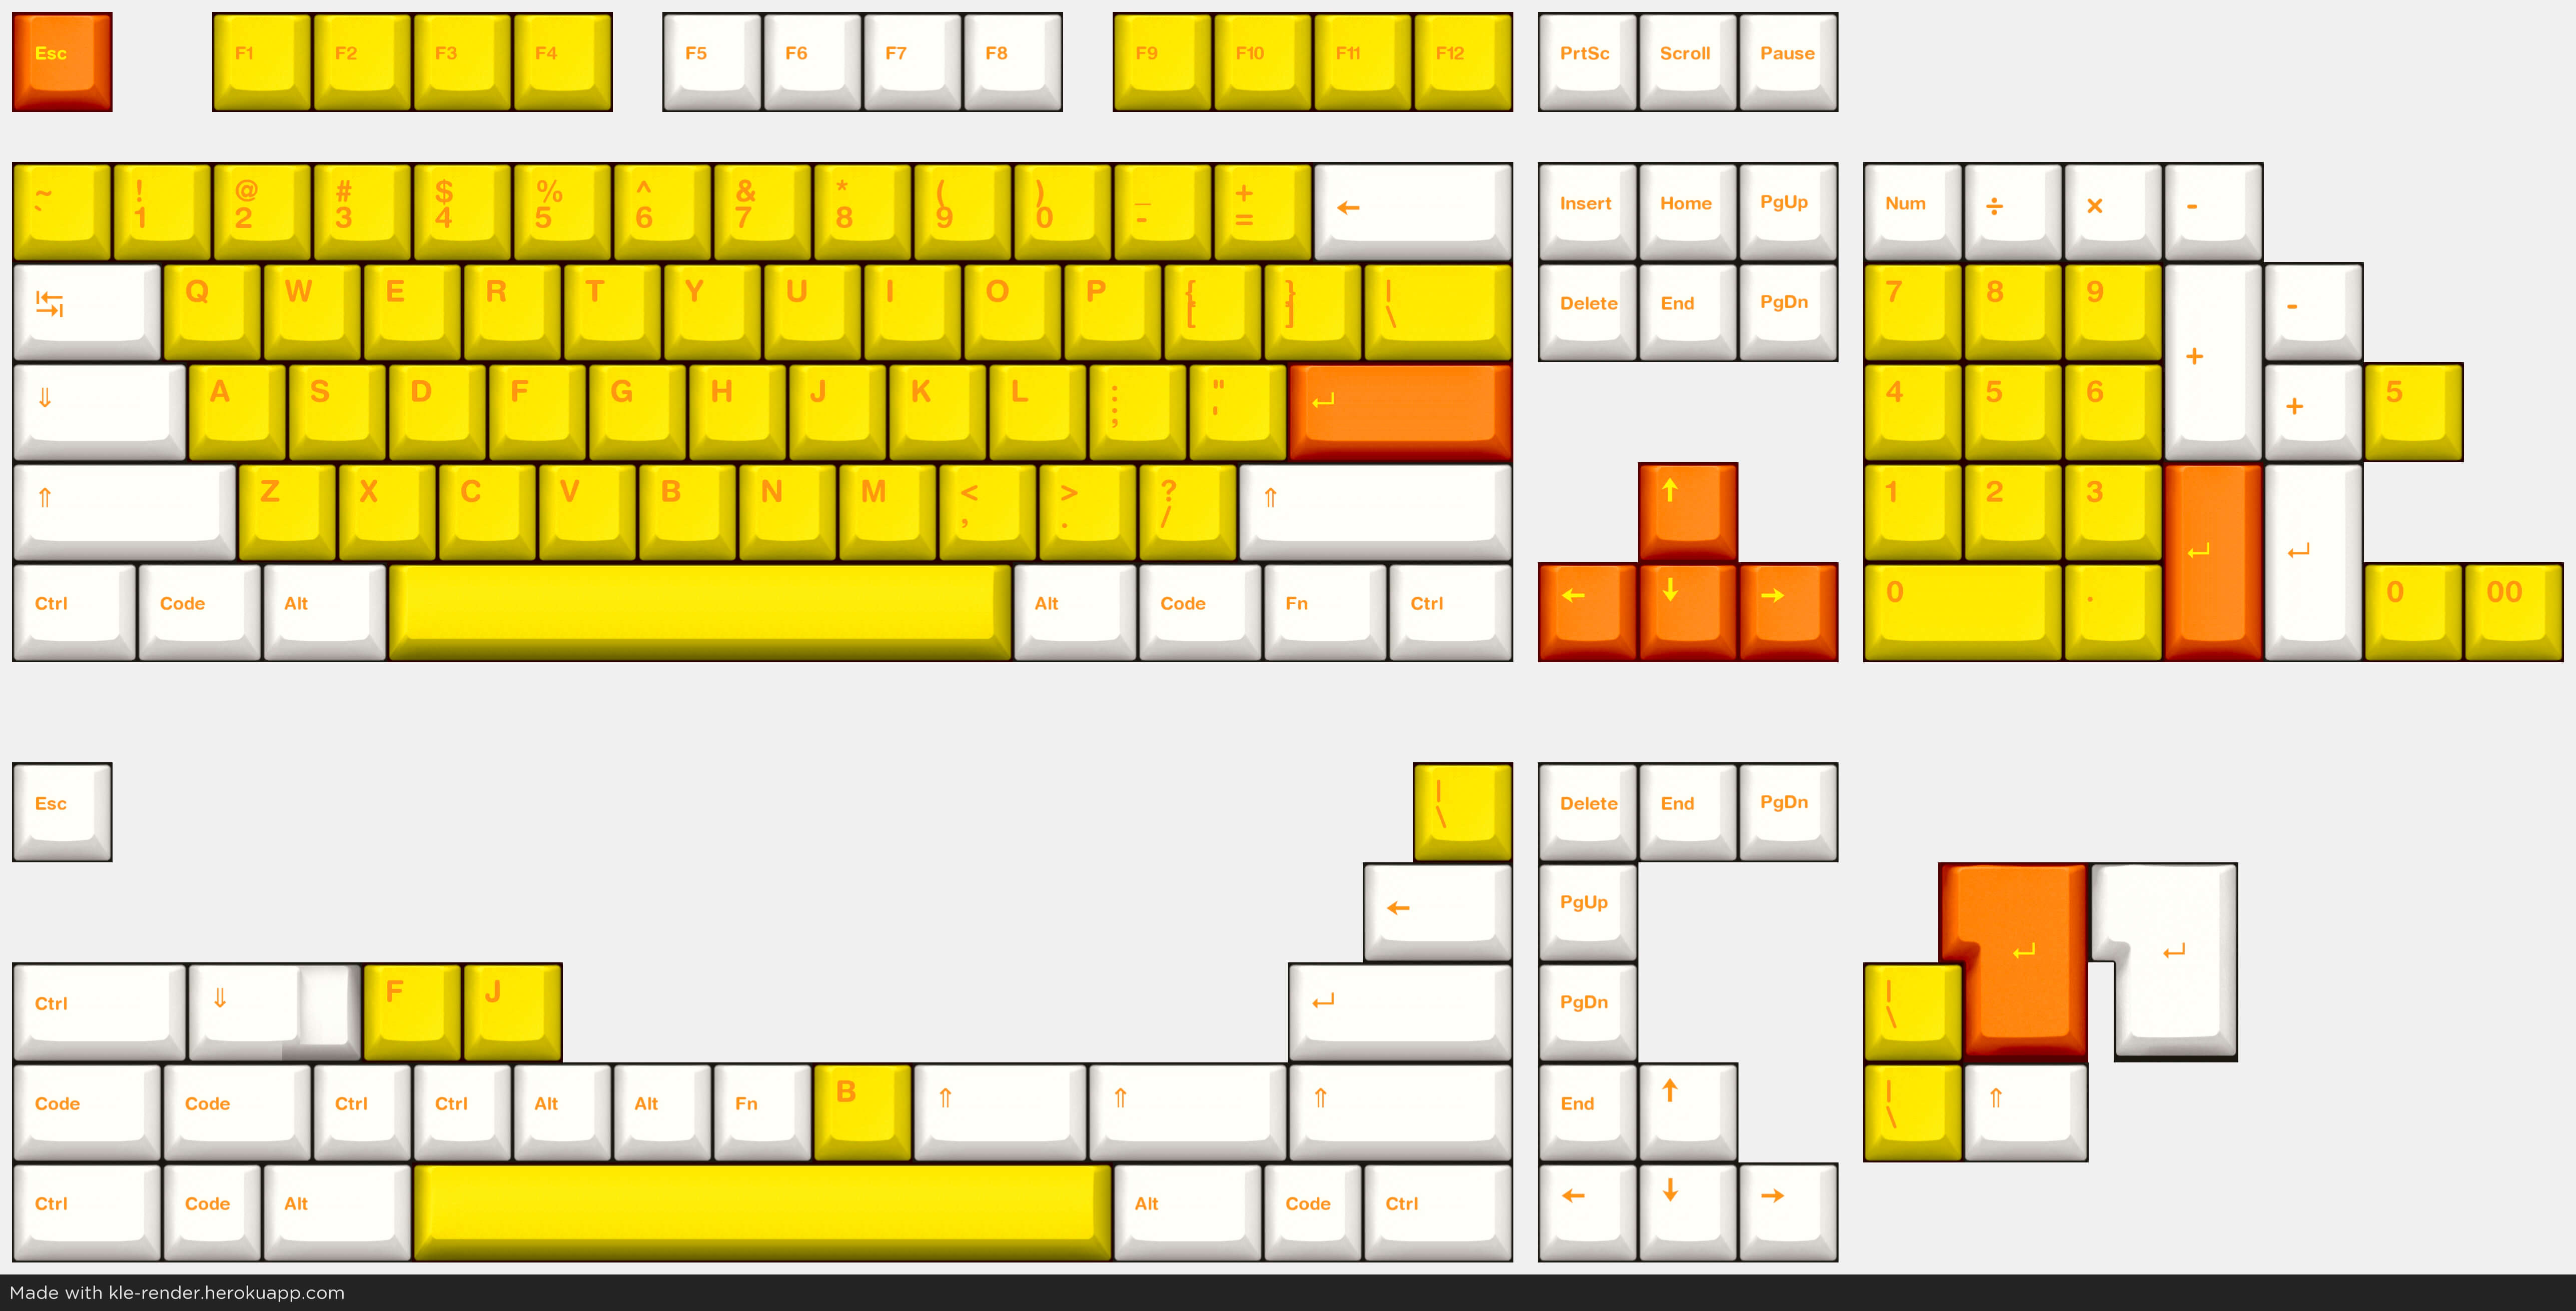 Esc F1 F2 F3 F4 F5 F6 F7 F8 F9 F10 F11 F12 PrtSc Scroll Pause
~ ! @ # $ % ^ & * ( ) _ +
` 1 2 3 4 5 6 7 8 9 0 - = ← Insert Home PgUp Num ÷ × -
Q W E R T Y U I O P { } | 7 8 9
⇤ [ ] \ Delete End PgDn -
⇥
+
⇓ A S D F G H J K L : " ↵ 4 5 6 + 5
; '
⇑ Z X C V B N M < > ? ⇑ ↑ 1 2 3
, . /
↵ ↵
Ctrl Code Alt Alt Code Fn Ctrl ← ↓ → 0 . 0 00
Esc | Delete End PgDn
\
← PgUp
↵ ↵
Ctrl ⇓ F J ↵ PgDn |
\
Code Code Ctrl Ctrl Alt Alt Fn B ⇑ ⇑ ⇑ End ↑ | ⇑
\
Ctrl Code Alt Alt Code Ctrl ← ↓ →
Made with kle-render.herokuapp.com